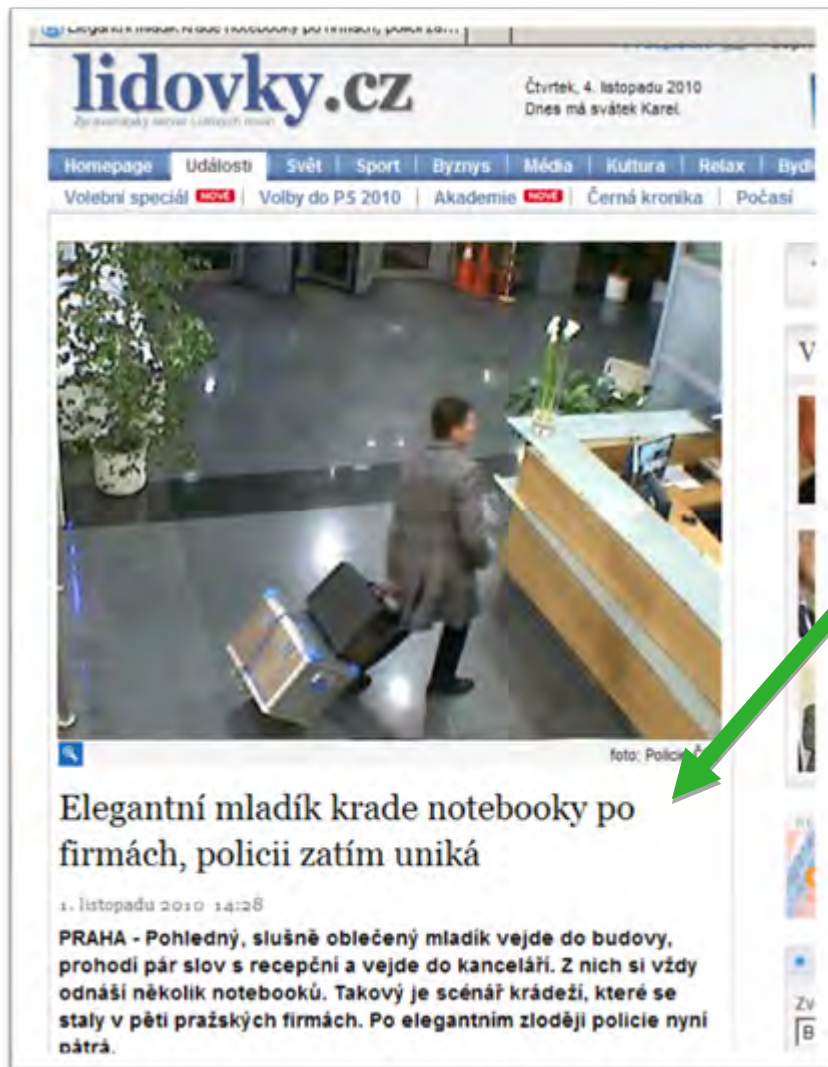 lidovky.cz
Čtvrtek, 4. listopadu 2010
Dnes má svátek Karel.
Homepage Události Svět Sport Byznys Média Kultura Relax
Volební speciál NOVÉ Volby do PS 2010 Akademie NOVÉ Černá kronika Počasí
V
foto: Policie
Elegantní mladík krade notebooky po
firmách, policii zatím uniká
1. listopadu 2010 14:28
PRAHA - Pohledný, slušně oblečený mladík vejde do budovy,
prohodí pár slov s recepční a vejde do kanceláří. Z nich si vždy
odnáší několik notebooků. Takový je scénář krádeží, které se
staly v pěti pražských firmách. Po elegantním zloději policie nyní
pátrá.